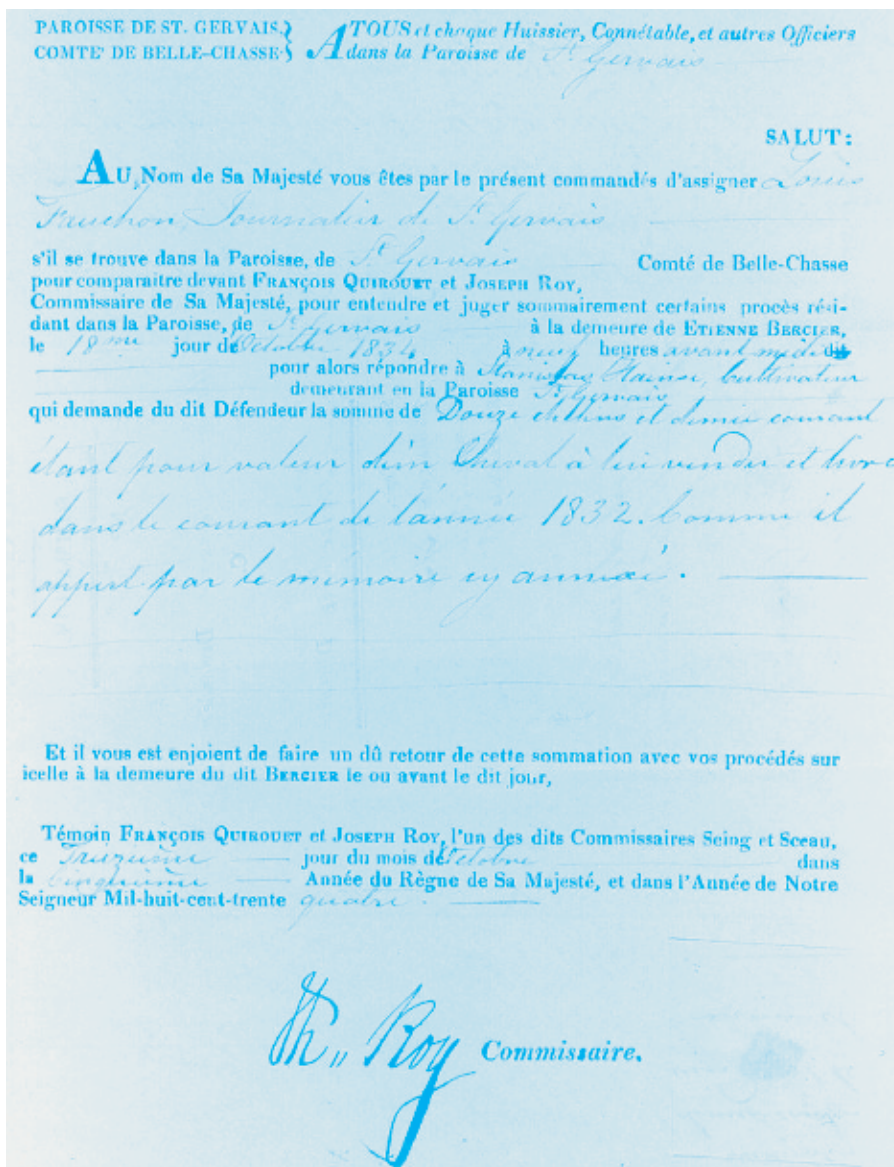 PAROISSE DE ST. GERVAIS,
COMTE' DE BELLE-CHASSE
A TOUS et chaque Huissier, Connétable, et autres Officiers
dans la Paroisse de St Gervais
SALUT:
AU, Nom de Sa Majesté vous êtes par le présent commandés d'assigner Louis
Fauchon, Journalier de St Gervais
s'il se trouve dans la Paroisse, de St Gervais Comté de Belle-Chasse
pour comparaitre devant FRANÇOIS QUIROUET et JOSEPH ROY,
Commissaire de Sa Majesté, pour entendre et juger sommairement certains procès rési-
dant dans la Paroisse, de St Gervais à la demeure de ETIENNE BERCIER,
le 18me jour de Octobre 1834 à neuf heures avant midi dit
pour alors répondre à Stanislas cultivateur
demeurant en la Paroisse St Gervais
qui demande du dit Défendeur la somme de Douze et demie courant
étant pour valeur d'un Cheval à lui vendu et livré
dans le courant de l'année 1832. Comme il
appert par le mémoire cy annexé.
Et il vous est enjoient de faire un dû retour de cette sommation avec vos procédés sur
icelle à la demeure du dit BERCIER le ou avant le dit jour,
Témoin FRANÇOIS QUIROUET et JOSEPH ROY, l'un des dits Commissaires Seing et Sceau,
ce Treizième jour du mois de Octobre dans
la Cinquième Année du Règne de Sa Majesté, et dans l'Année de Notre
Seigneur Mil-huit-cent-trente quatre.
Roy Commissaire.